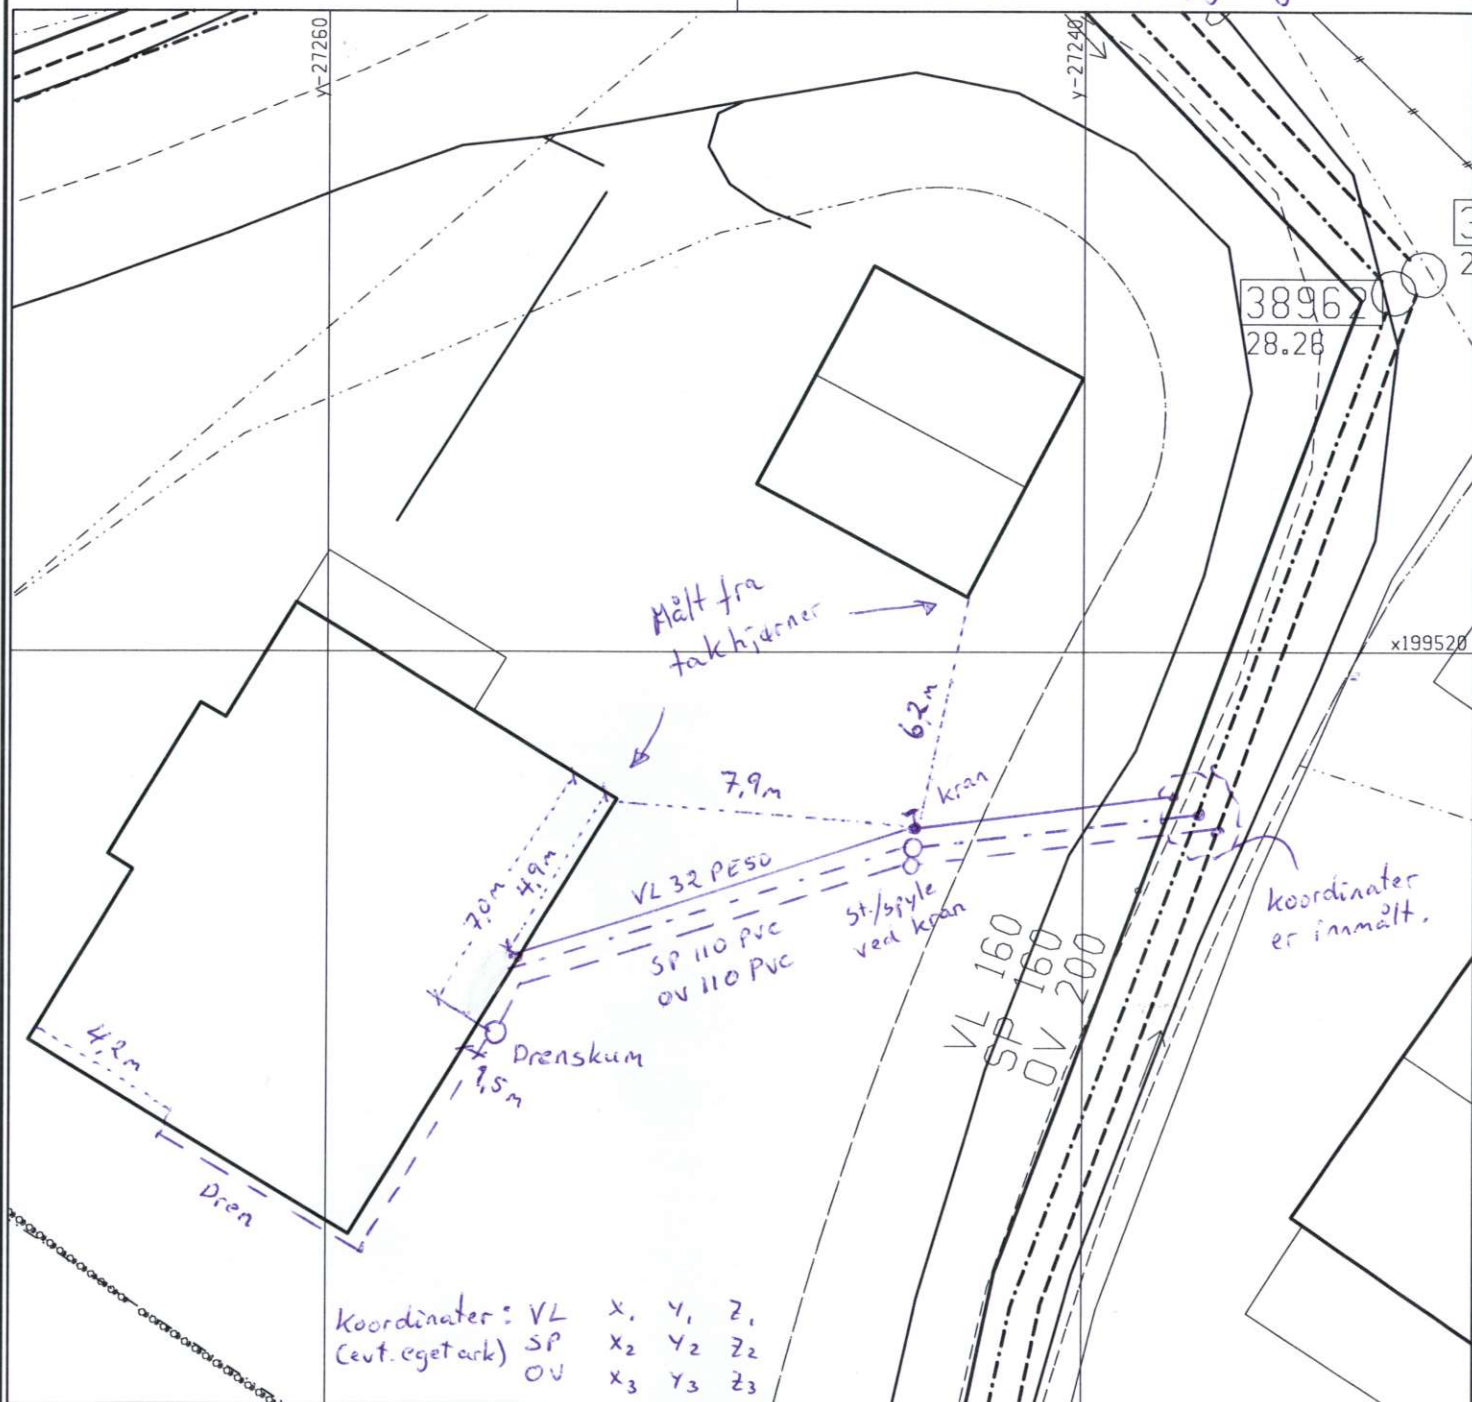 y-27260
y-27240
38962
28.28
x199520
Målt fra
takhjørner
6,2m
7,9m
kran
7,0m
4,9m
VL 32 PE50
SP 110 PVC
OV 110 PVC
St./spyle
ved kran
koordinater
er innmålt.
VL 160
SP 160
OV 200
Drenskum
1,5m
4,2m
Dren
Koordinater: VL X₁ Y₁ Z₁
(evt. eget ark) SP X₂ Y₂ Z₂
OV X₃ Y₃ Z₃